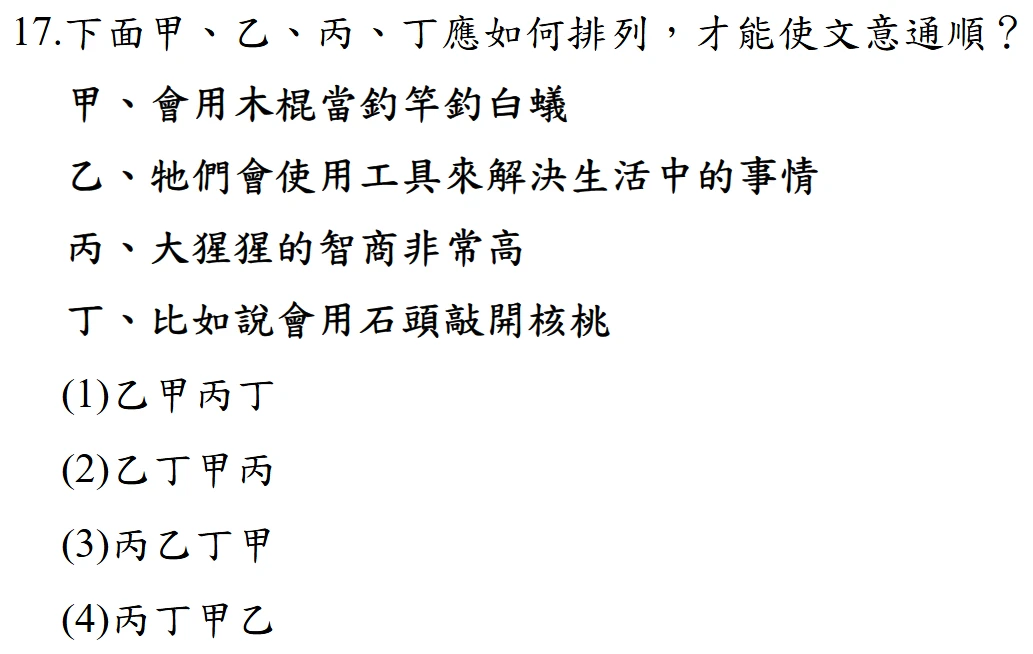 17.下面甲、乙、丙、丁應如何排列，才能使文意通順？
甲、會用木棍當釣竿釣白蟻
乙、牠們會使用工具來解決生活中的事情
丙、大猩猩的智商非常高
丁、比如說會用石頭敲開核桃
(1)乙甲丙丁
(2)乙丁甲丙
(3)丙乙丁甲
(4)丙丁甲乙